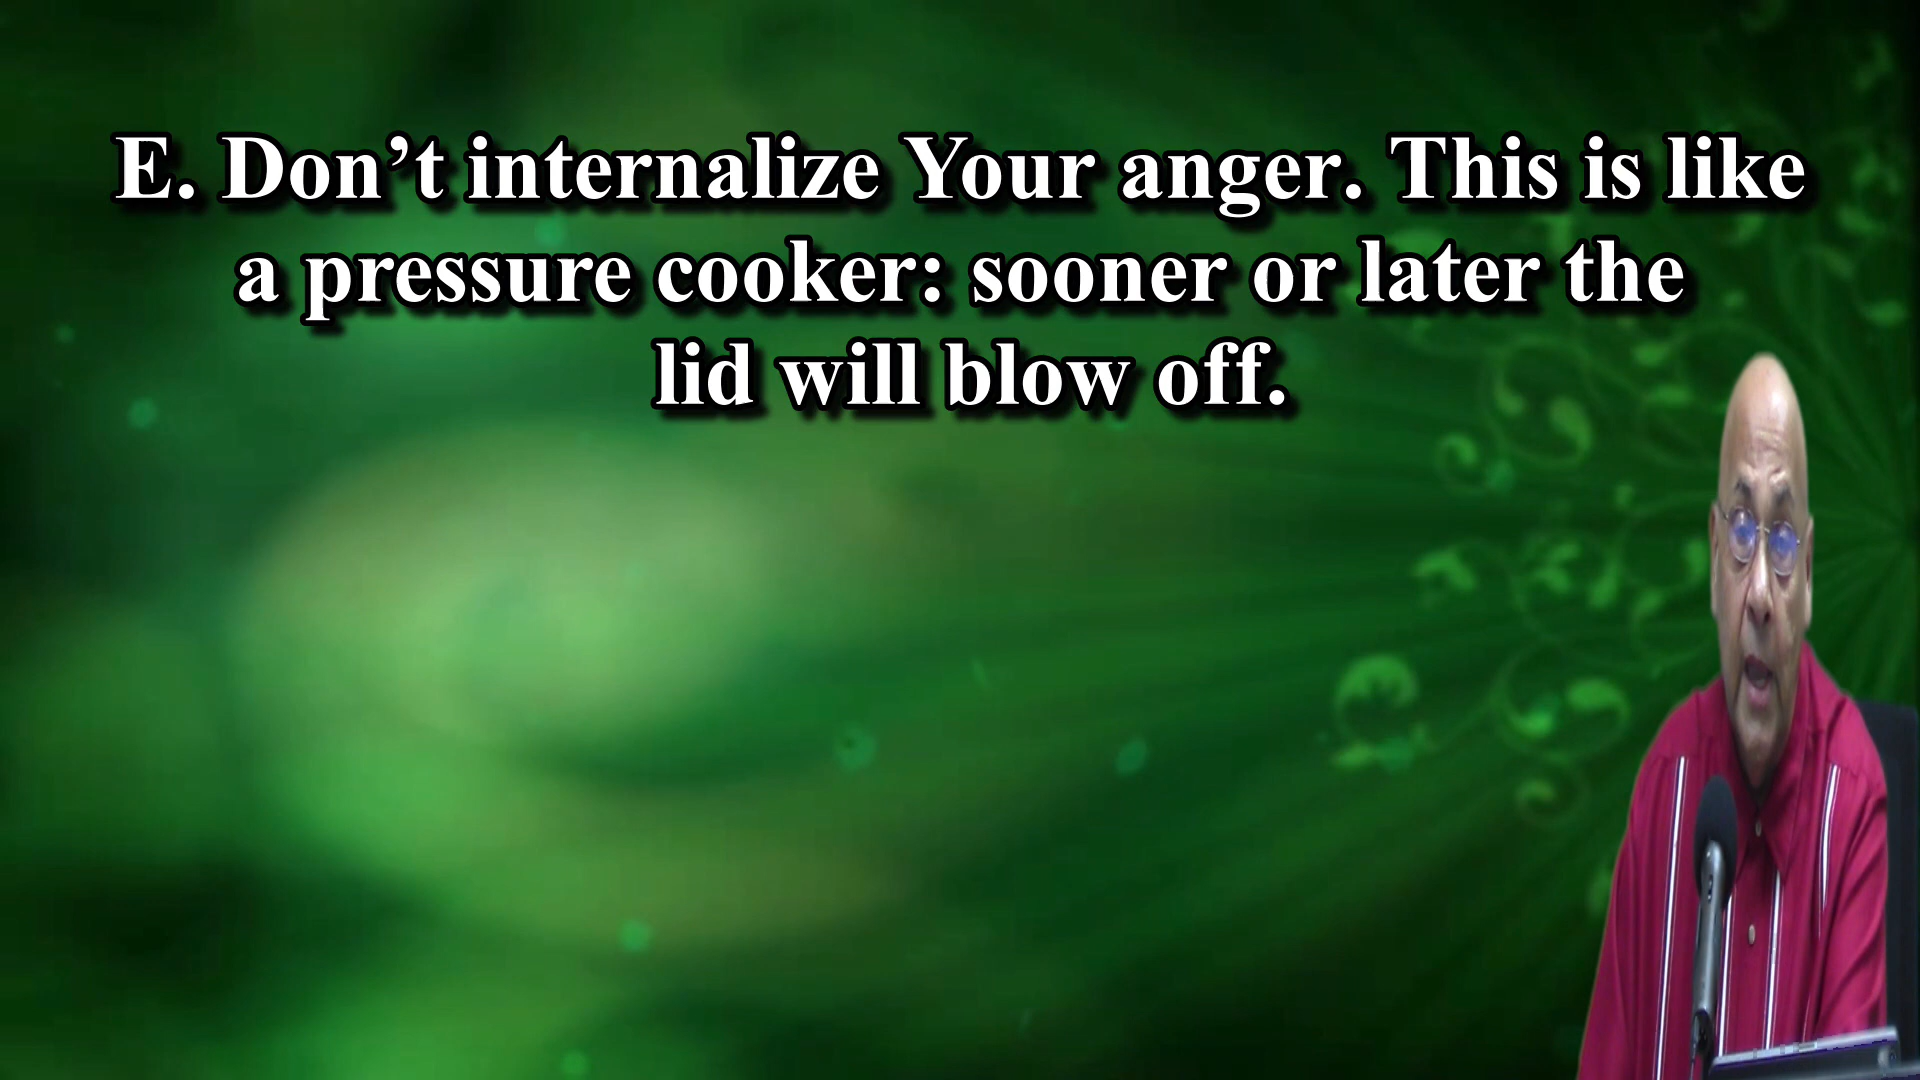 E. Don’t internalize Your anger. This is like
a pressure cooker: sooner or later the
lid will blow off.